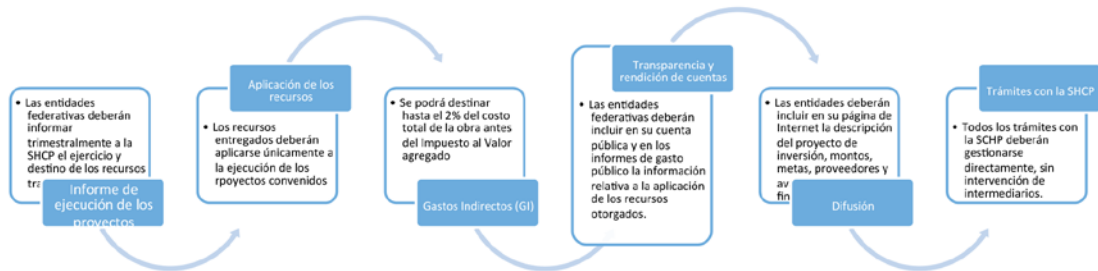 • Las entidades
federativas deberán
informar
trimestralmente a la
SHCP el ejercicio y
destino de los recursos
Informe de
ejecución de los
proyectos
Aplicación de los
recursos
• Los recursos
entregados deberán
aplicarse únicamente a
la ejecución de los
rpoyectos convenidos
• Se podrá destinar
hasta el 2% del costo
total de la obra antes
del Impuesto al Valor
agregado
Gastos Indirectos (GI)
Transparencia y
rendición de cuentas
• Las entidades
federativas deberán
incluir en su cuenta
pública y en los
informes de gasto
público la información
relativa a la aplicación
de los recursos
otorgados.
• Las entidades deberán
incluir en su página de
Internet la descripción
del proyecto de
inversión, montos,
metas, proveedores y
Difusión
Trámites con la SHCP
• Todos los trámites con
la SCHP deberán
gestionarse
directamente, sin
intervención de
intermediarios.